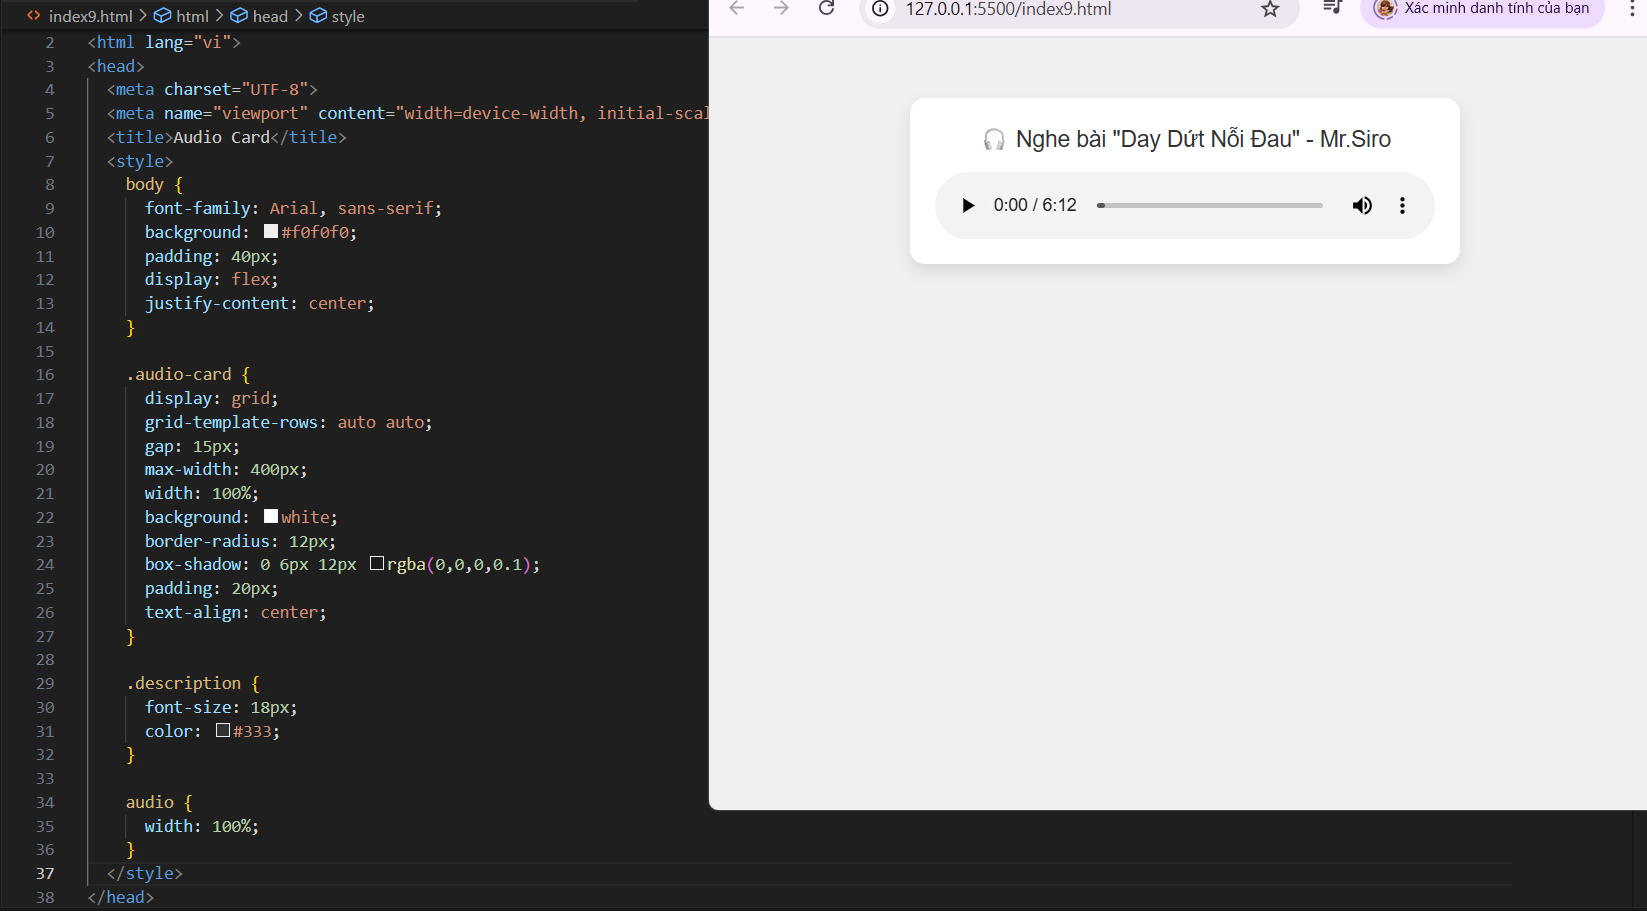 index9.html > html > head > style
2 <html lang="vi">
3 <head>
4 <meta charset="UTF-8">
5 <meta name="viewport" content="width=device-width, initial-scal
6 <title>Audio Card</title>
7 <style>
8 body {
9 font-family: Arial, sans-serif;
10 background: #f0f0f0;
11 padding: 40px;
12 display: flex;
13 justify-content: center;
14 }
15
16 .audio-card {
17 display: grid;
18 grid-template-rows: auto auto;
19 gap: 15px;
20 max-width: 400px;
21 width: 100%;
22 background: white;
23 border-radius: 12px;
24 box-shadow: 0 6px 12px rgba(0,0,0,0.1);
25 padding: 20px;
26 text-align: center;
27 }
28
29 .description {
30 font-size: 18px;
31 color: #333;
32 }
33
34 audio {
35 width: 100%;
36 }
37 </style>
38 </head>
127.0.0.1:5500/index9.html
Xác minh danh tính của bạn
🎧 Nghe bài "Day Dứt Nỗi Đau" - Mr.Siro
0:00 / 6:12